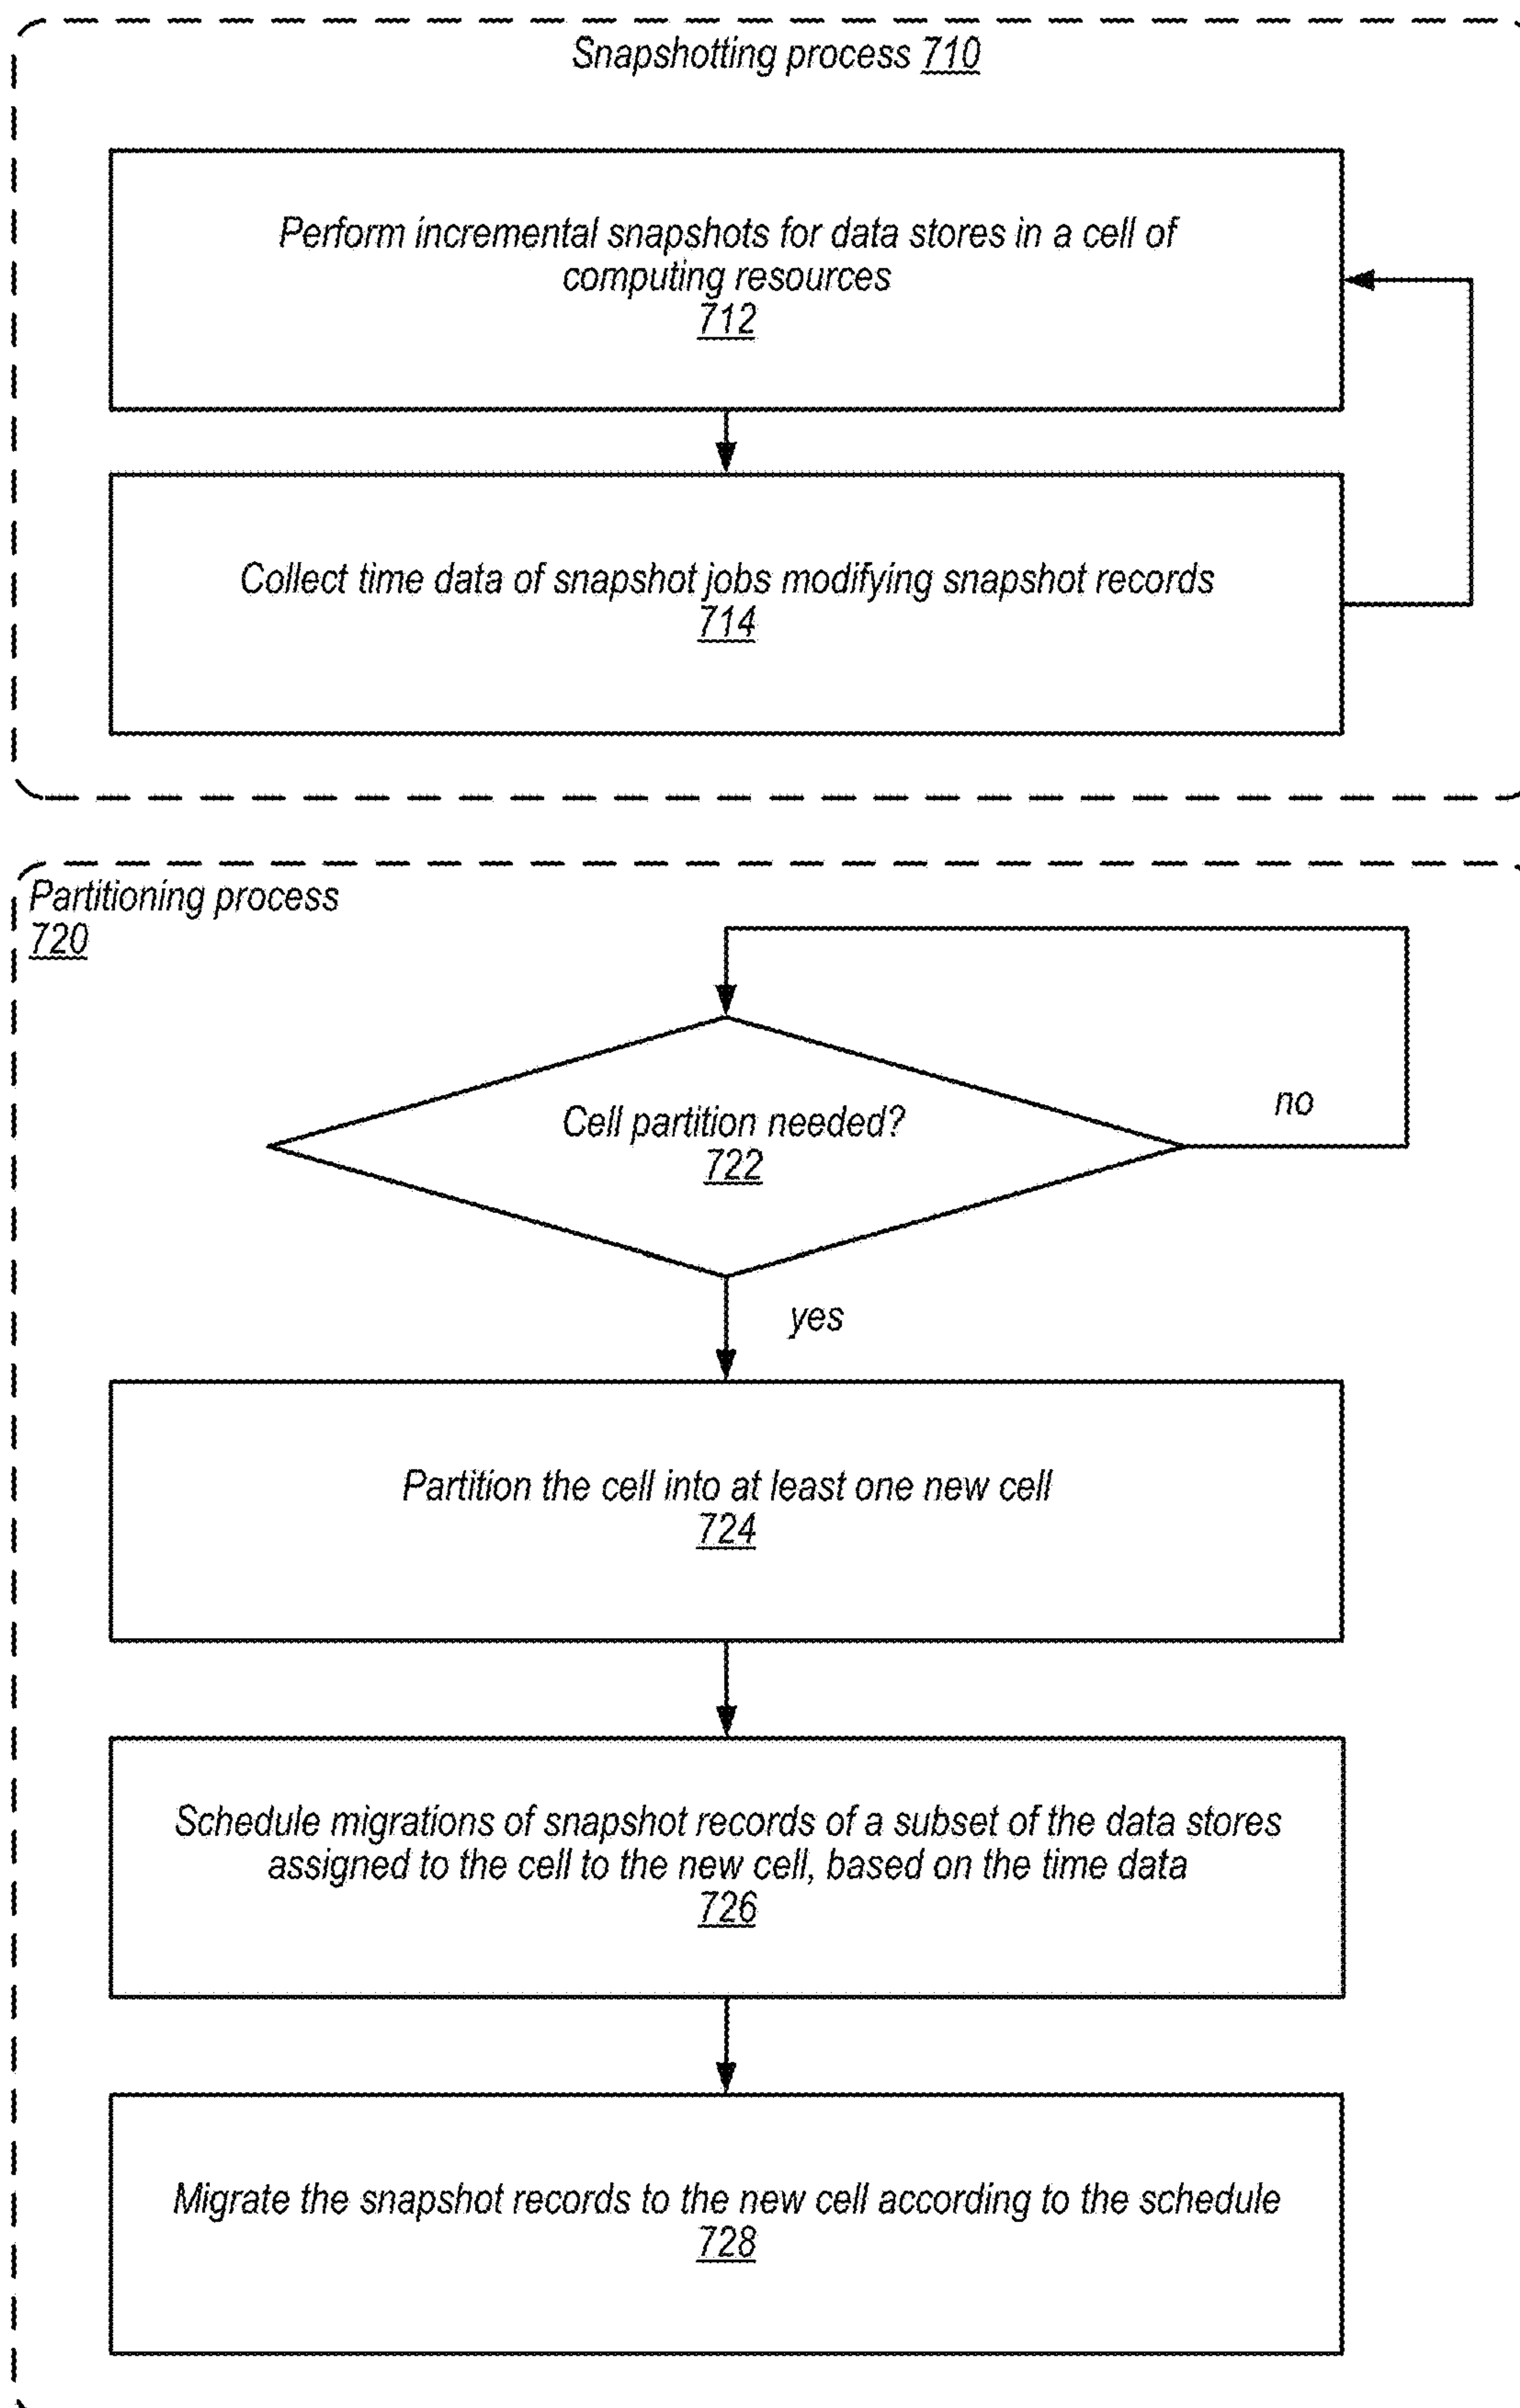 Snapshotting process 710
Perform incremental snapshots for data stores in a cell of
computing resources
712
Collect time data of snapshot jobs modifying snapshot records
714
Partitioning process
720
Cell partition needed?
722
no
yes
Partition the cell into at least one new cell
724
Schedule migrations of snapshot records of a subset of the data stores
assigned to the cell to the new cell, based on the time data
726
Migrate the snapshot records to the new cell according to the schedule
728